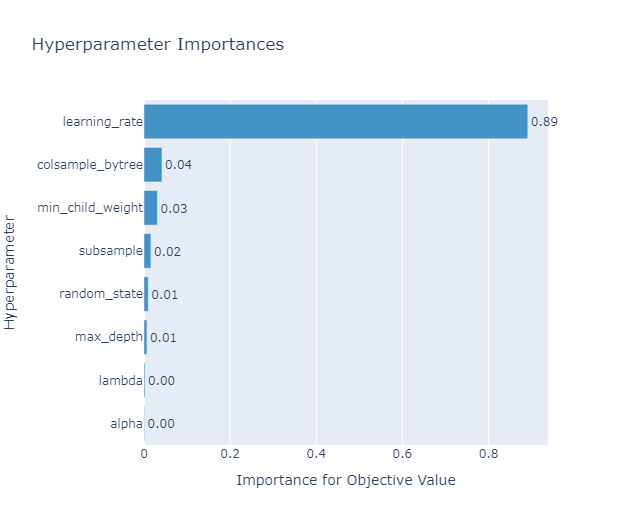 Hyperparameter Importances
Hyperparameter
learning_rate 0.89
colsample_bytree 0.04
min_child_weight 0.03
subsample 0.02
random_state 0.01
max_depth 0.01
lambda 0.00
alpha 0.00
0 0.2 0.4 0.6 0.8
Importance for Objective Value